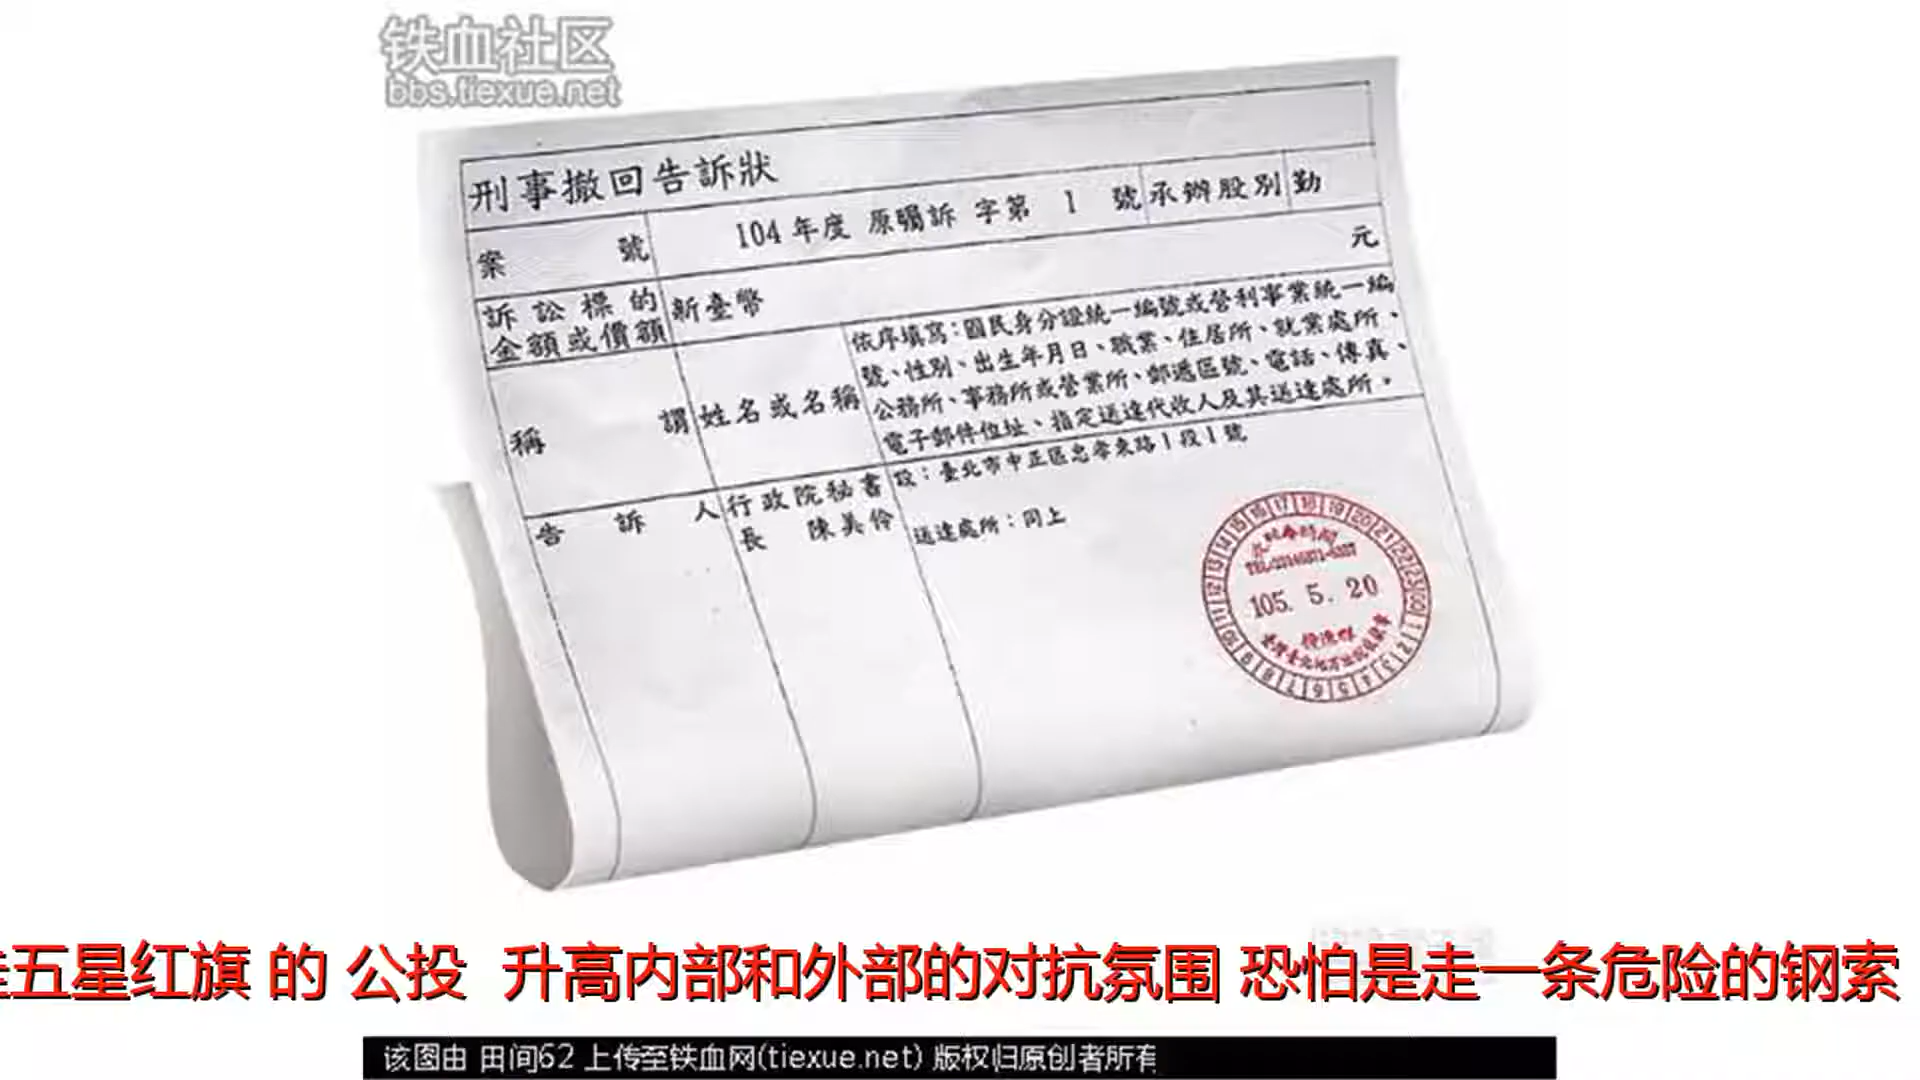 铁血社区
bbs.tiexue.net
刑事撤回告訴狀
案號 104年度 原矚訴 字第 1 號 承辦股別 勤
訴訟標的
金額或價額 新臺幣 元
稱謂 姓名或名稱
依序填寫：國民身分證統一編號或營利事業統一編
號、性別、出生年月日、職業、住居所、就業處所、
公務所、事務所或營業所、郵遞區號、電話、傳真、
電子郵件位址、指定送達代收人及其送達處所。
告訴人 行政院秘書
長 陳美伶
設：臺北市中正區忠孝東路1段1號
送達處所：同上
105. 5. 20
五星红旗 的 公投 升高内部和外部的对抗氛围 恐怕是走一条危险的钢索
该图由 田间62 上传至铁血网(tiexue.net) 版权归原创者所有